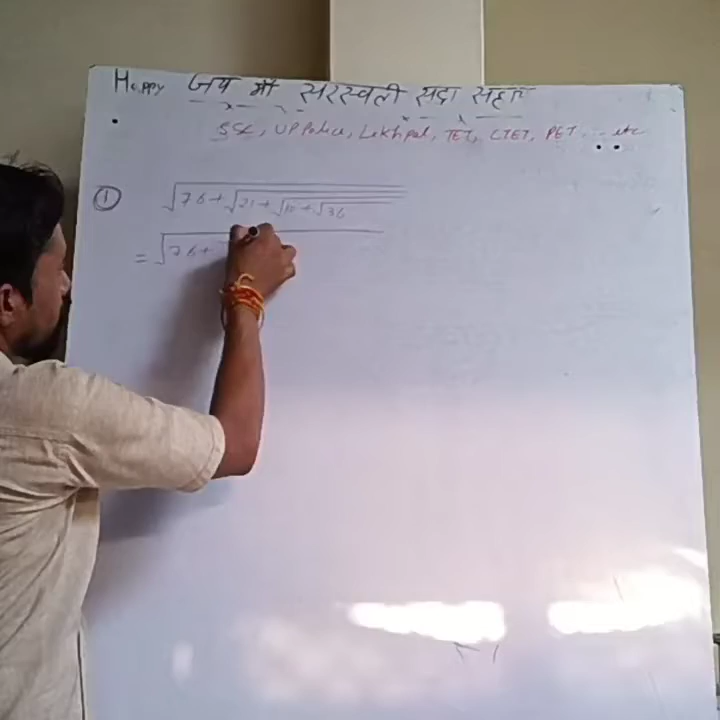 Happy जय माँ सरस्वती सदा सहाय
SSC, UP Police, Lekhpal, TET, CTET, PET ... etc
① √76+√21+√10+√36
= √76+